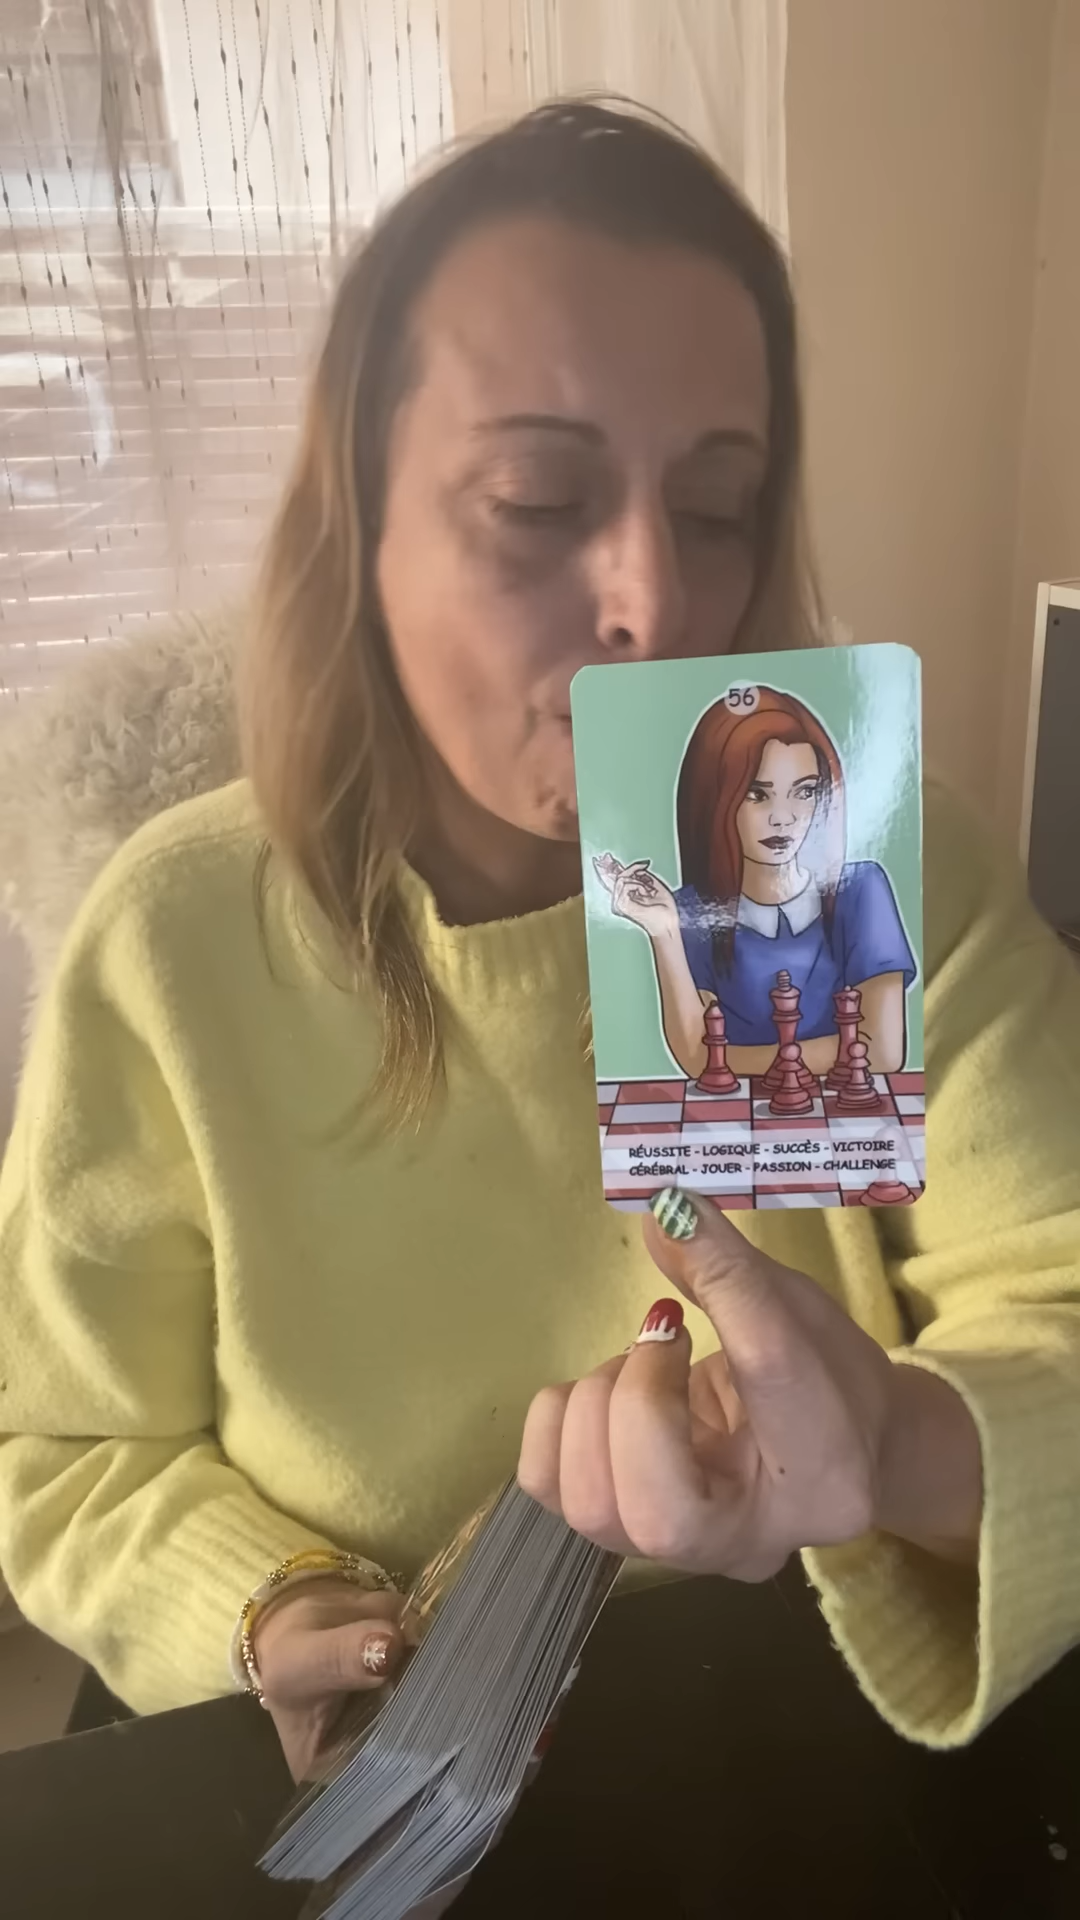 56
RÉUSSITE - LOGIQUE - SUCCÈS - VICTOIRE
CÉRÉBRAL - JOUER - PASSION - CHALLENGE